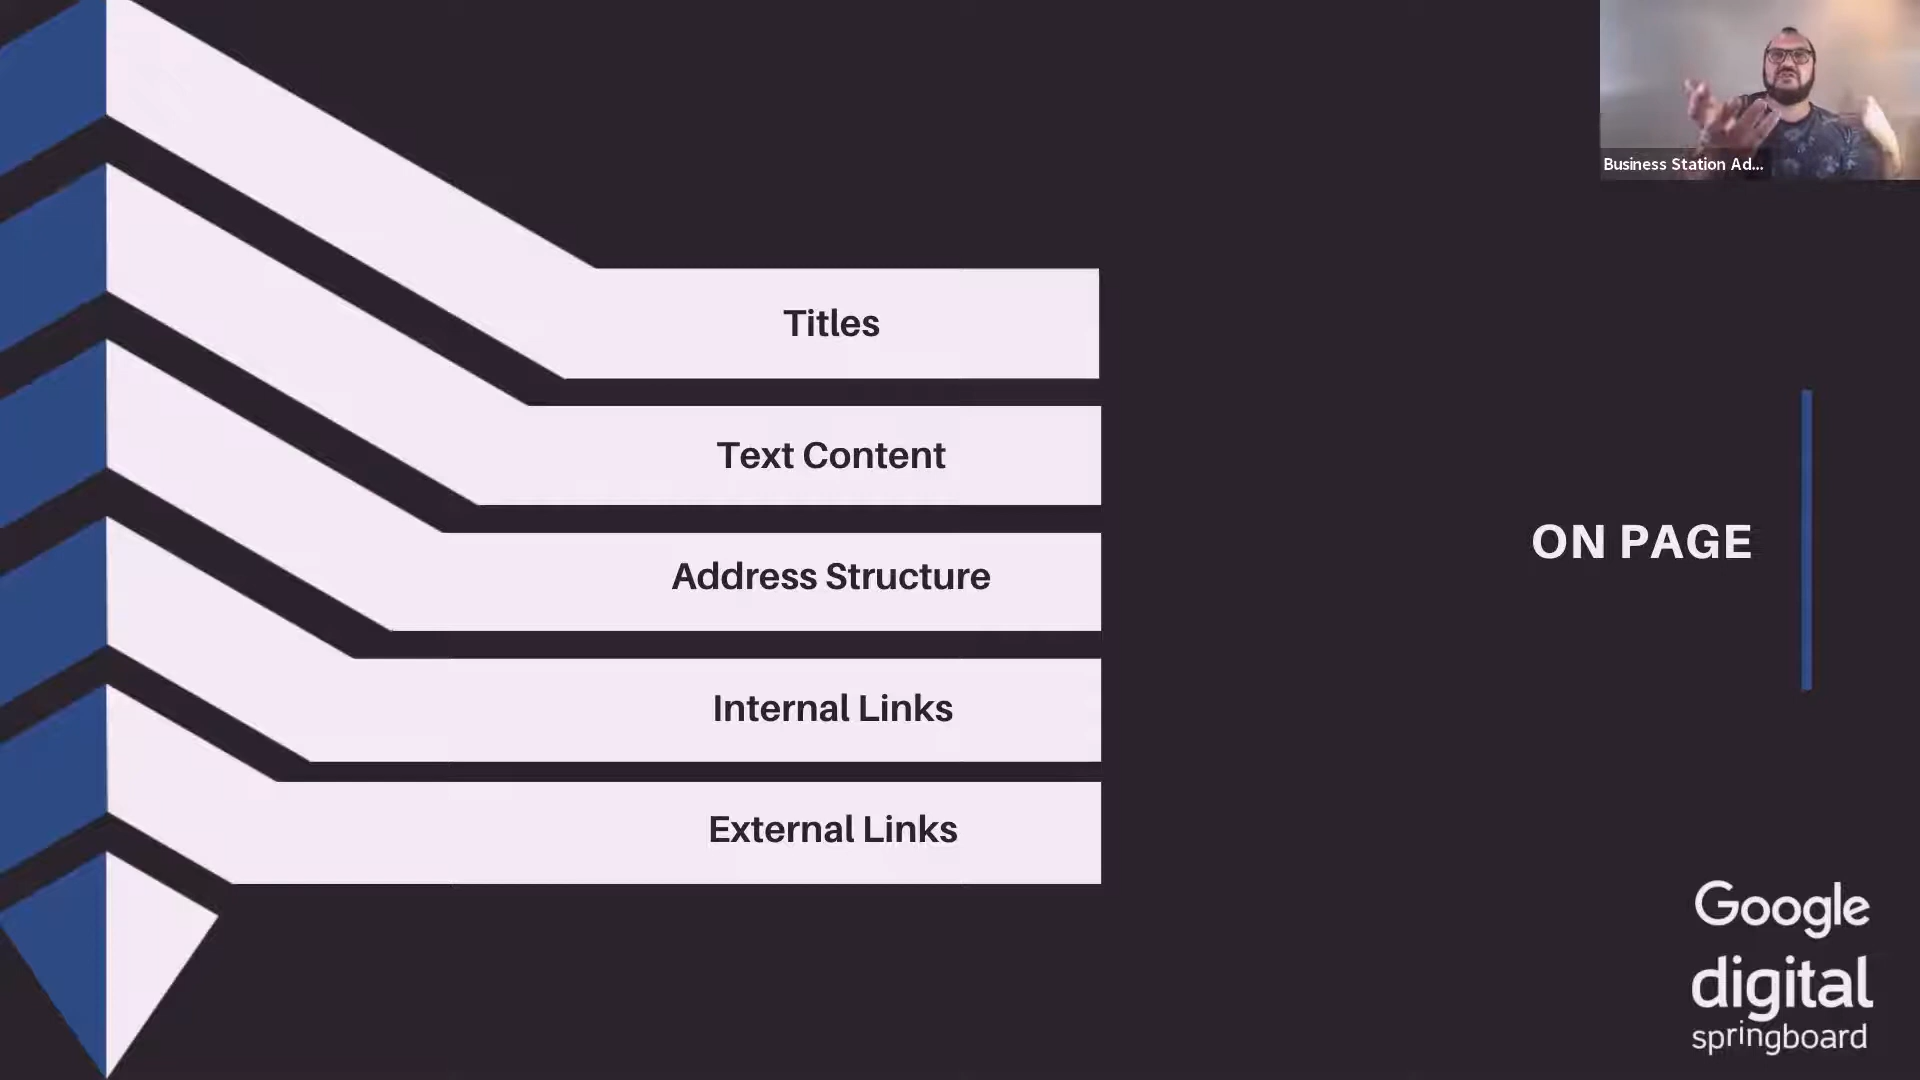 Business Station Ad...
Titles
Text Content
Address Structure
Internal Links
External Links
ON PAGE
Google
digital
springboard